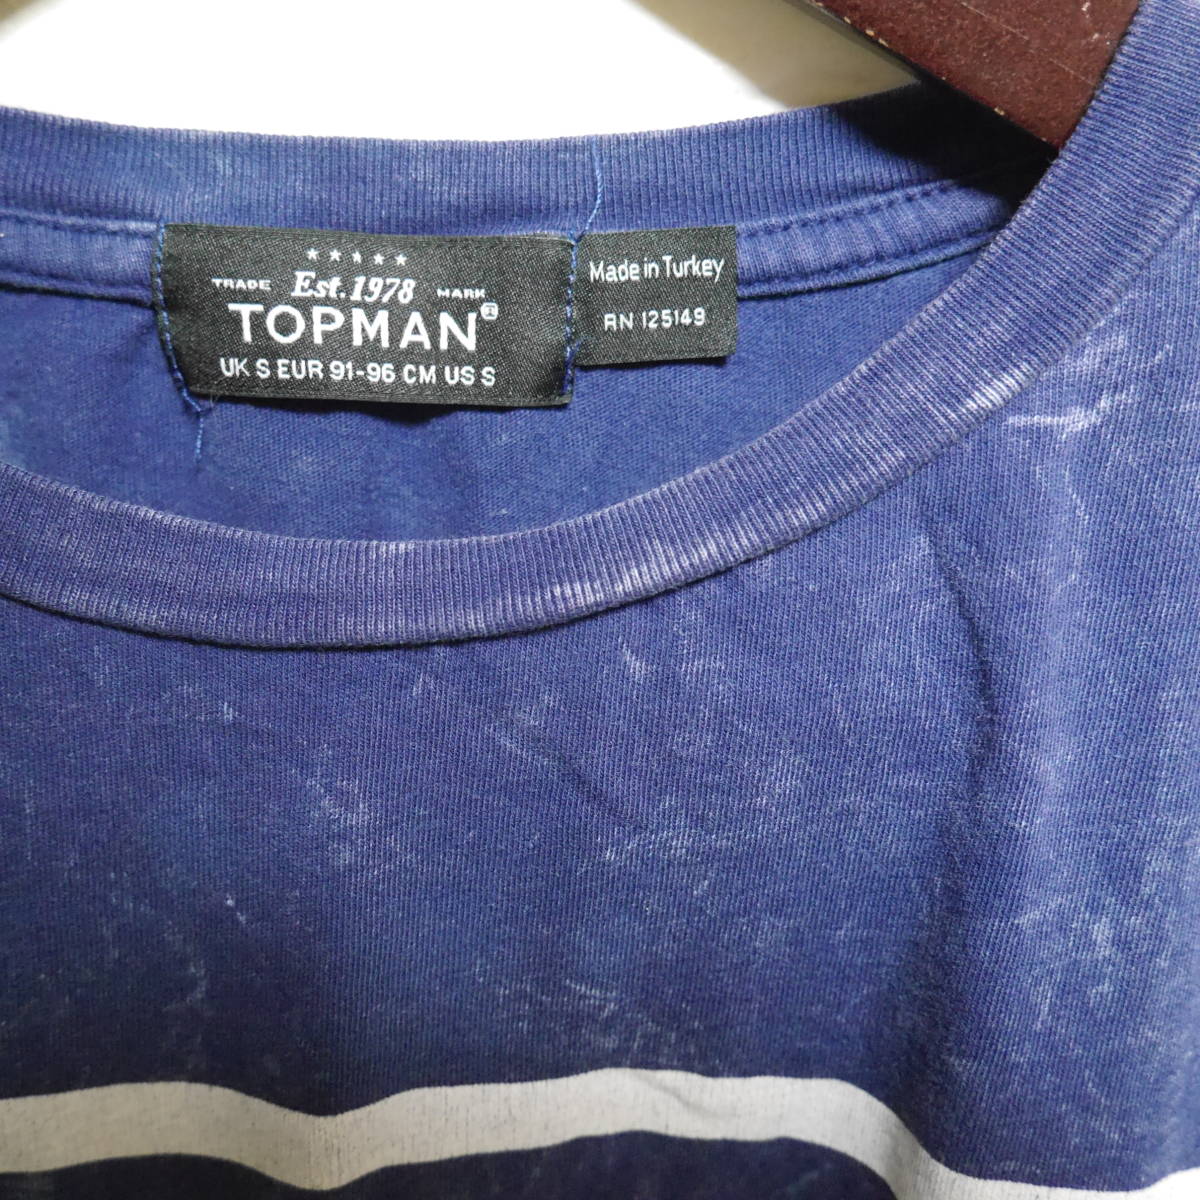 ★★★★★
TRADE Est. 1978 MARK
TOPMAN®
UK S EUR 91-96 CM US S
Made in Turkey
RN 125149